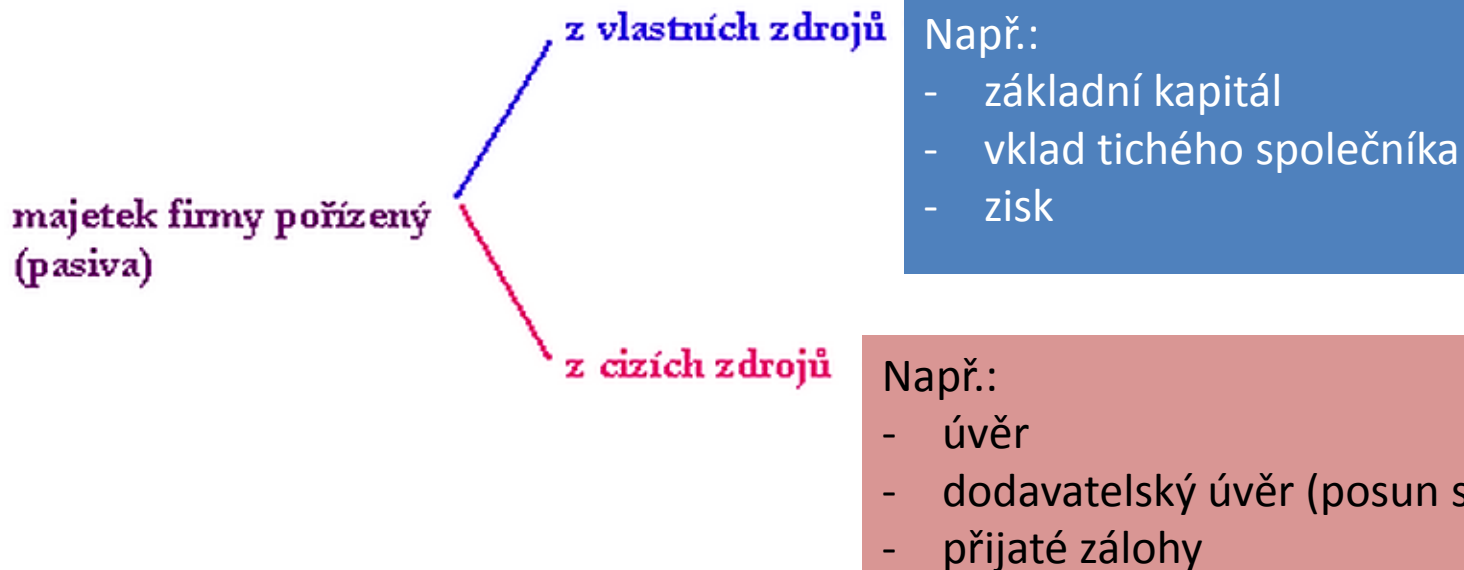 z vlastních zdrojů
Např.:
- základní kapitál
- vklad tichého společníka
- zisk
majetek firmy pořízený
(pasiva)
z cizích zdrojů
Např.:
- úvěr
- dodavatelský úvěr (posun
- přijaté zálohy